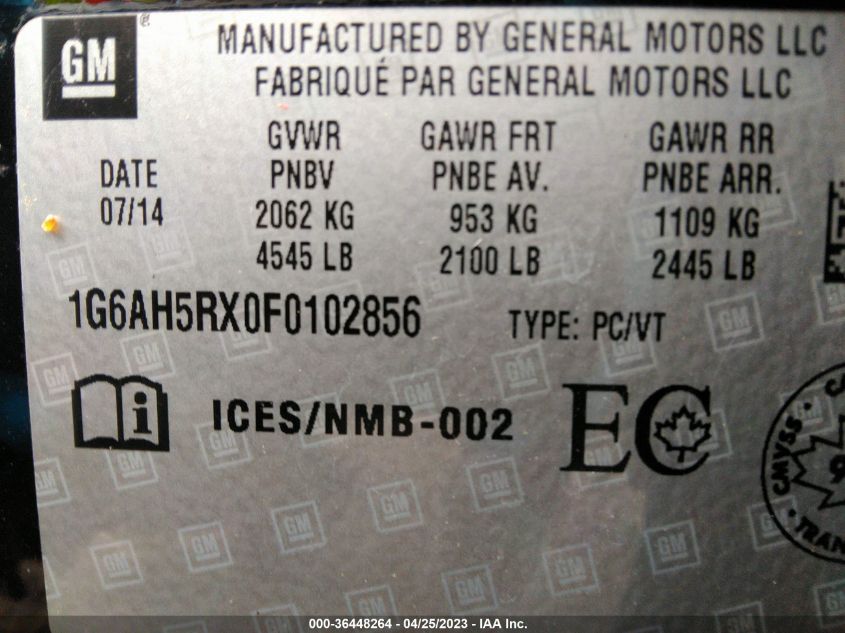 GM
®
MANUFACTURED BY GENERAL MOTORS LLC
FABRIQUÉ PAR GENERAL MOTORS LLC
GVWR GAWR FRT GAWR RR
DATE PNBV PNBE AV. PNBE ARR.
07/14 2062 KG 953 KG 1109 KG
4545 LB 2100 LB 2445 LB
1G6AH5RX0F0102856 TYPE: PC/VT
i ICES/NMB-002 EC
CMVSS
TRAN
000-36448264 - 04/25/2023 - IAA Inc.